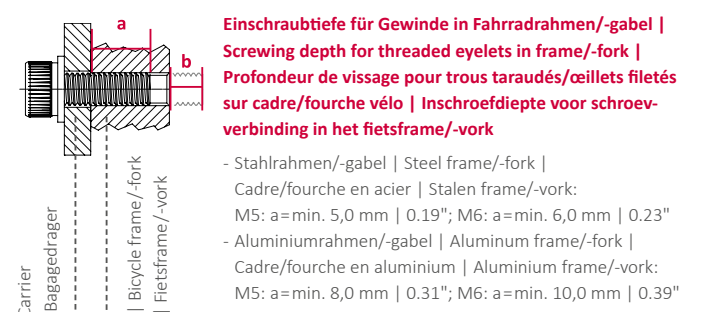 a
b
Einschraubtiefe für Gewinde in Fahrradrahmen/-gabel |
Screwing depth for threaded eyelets in frame/-fork |
Profondeur de vissage pour trous taraudés/œillets filetés
sur cadre/fourche vélo | Inschroefdiepte voor schroev-
verbinding in het fietsframe/-vork
- Stahlrahmen/-gabel | Steel frame/-fork |
Cadre/fourche en acier | Stalen frame/-vork:
M5: a=min. 5,0 mm | 0.19"; M6: a=min. 6,0 mm | 0.23"
- Aluminiumrahmen/-gabel | Aluminum frame/-fork |
Cadre/fourche en aluminium | Aluminium frame/-vork:
M5: a=min. 8,0 mm | 0.31"; M6: a=min. 10,0 mm | 0.39"
Carrier
Bagagedrager
| Bicycle frame/-fork
| Fietsframe/-vork